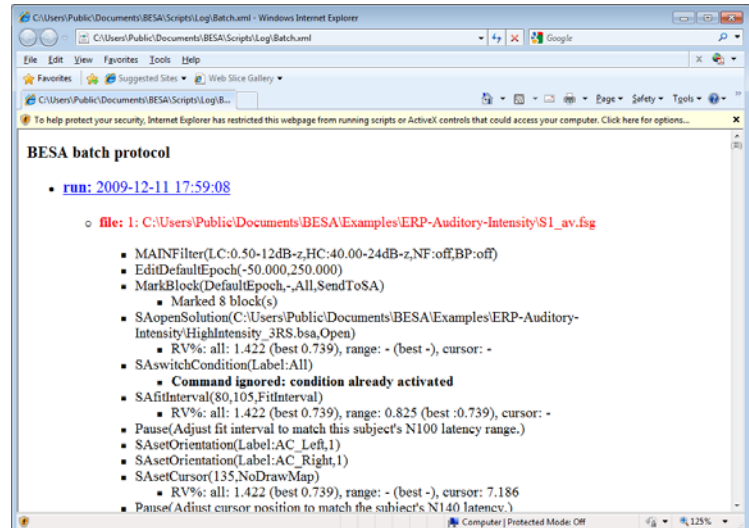 C:\Users\Public\Documents\BESA\Scripts\Log\Batch.xml - Windows Internet Explorer
C:\Users\Public\Documents\BESA\Scripts\Log\Batch.xml
Google
File Edit View Favorites Tools Help
Favorites Suggested Sites Web Slice Gallery
C:\Users\Public\Documents\BESA\Scripts\Log\B...
Page Safety Tools
To help protect your security, Internet Explorer has restricted this webpage from running scripts or ActiveX controls that could access your computer. Click here for options...
BESA batch protocol
run: 2009-12-11 17:59:08
file: 1: C:\Users\Public\Documents\BESA\Examples\ERP-Auditory-Intensity\S1_av.fsg
MAINFilter(LC:0.50-12dB-z,HC:40.00-24dB-z,NF:off,BP:off)
EditDefaultEpoch(-50.000,250.000)
MarkBlock(DefaultEpoch,-,All,SendToSA)
Marked 8 block(s)
SAopenSolution(C:\Users\Public\Documents\BESA\Examples\ERP-Auditory-
Intensity\HighIntensity_3RS.bsa,Open)
RV%: all: 1.422 (best 0.739), range: - (best -), cursor: -
SAswitchCondition(Label:All)
Command ignored: condition already activated
SAfitInterval(80,105,FitInterval)
RV%: all: 1.422 (best 0.739), range: 0.825 (best :0.739), cursor: -
Pause(Adjust fit interval to match this subject's N100 latency range.)
SAsetOrientation(Label:AC_Left,1)
SAsetOrientation(Label:AC_Right,1)
SAsetCursor(135,NoDrawMap)
RV%: all: 1.422 (best 0.739), range: - (best -), cursor: 7.186
Pause(Adjust cursor position to match the subject's N140 latency.)
Computer | Protected Mode: Off
125%